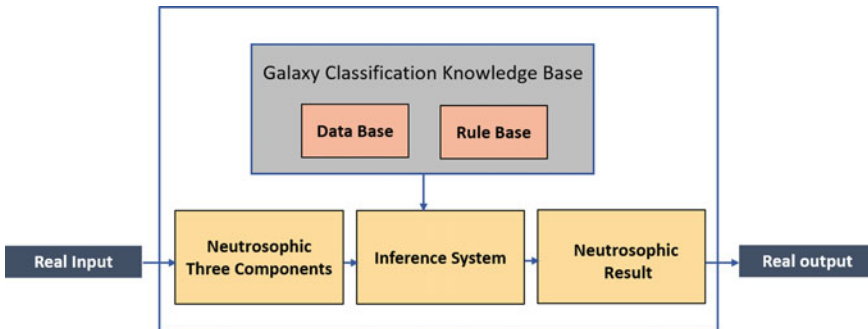 Galaxy Classification Knowledge Base
Data Base
Rule Base
Real Input
Neutrosophic
Three Components
Inference System
Neutrosophic
Result
Real output